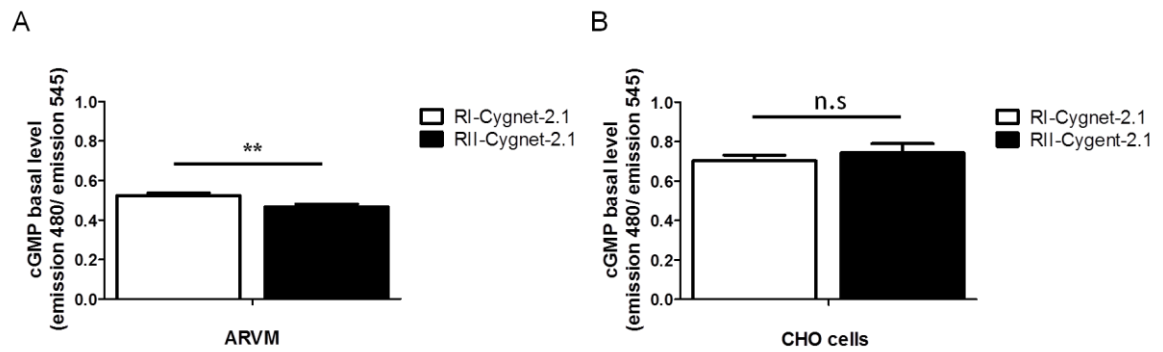 A
cGMP basal level
(emission 480/ emission 545)
1.0
0.8
0.6
0.4
0.2
0.0
**
ARVM
RI-Cygnet-2.1
RII-Cygnet-2.1
B
cGMP basal level
(emission 480/ emission 545)
1.0
0.8
0.6
0.4
0.2
0.0
n.s
CHO cells
RI-Cygnet-2.1
RII-Cygent-2.1